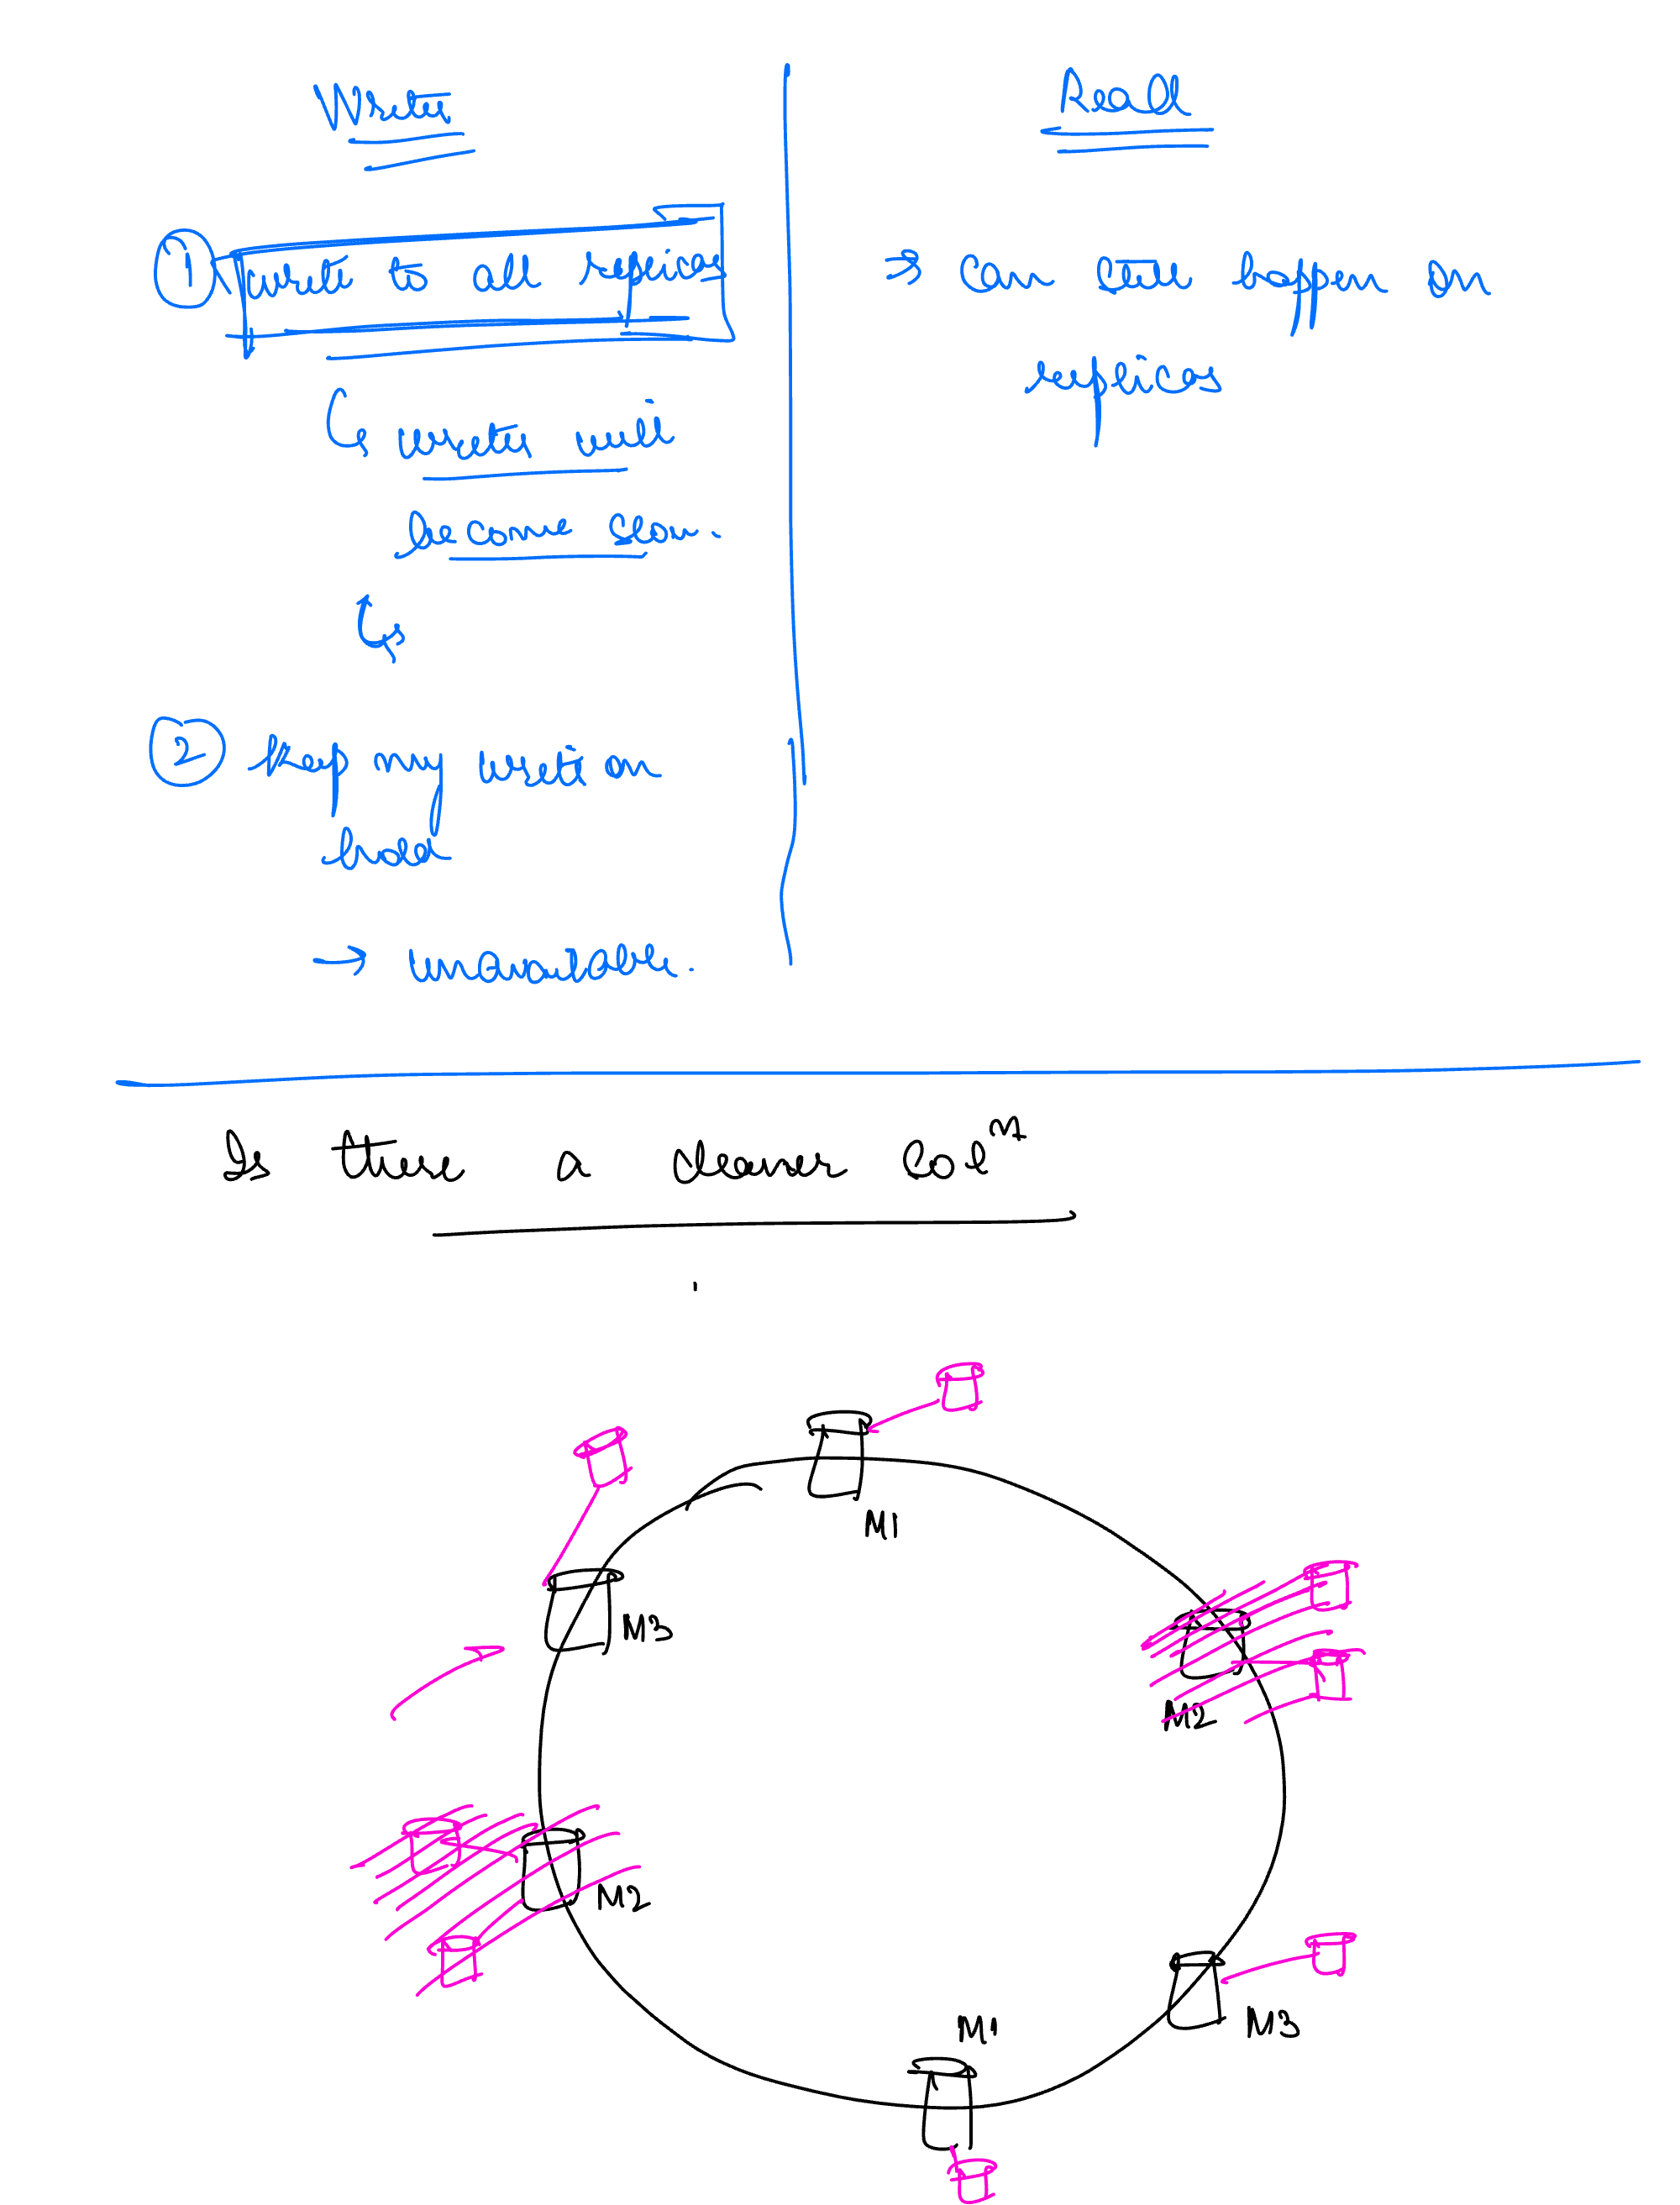 Writes
Read
① write to all replicas
→ can still happen on
replicas
↳ writes will
become slow.
↳
② Keep my write on
hold
→ unavailable.
Is there a cleaner Solⁿ
M1
M3
M2
M2
M1
M3